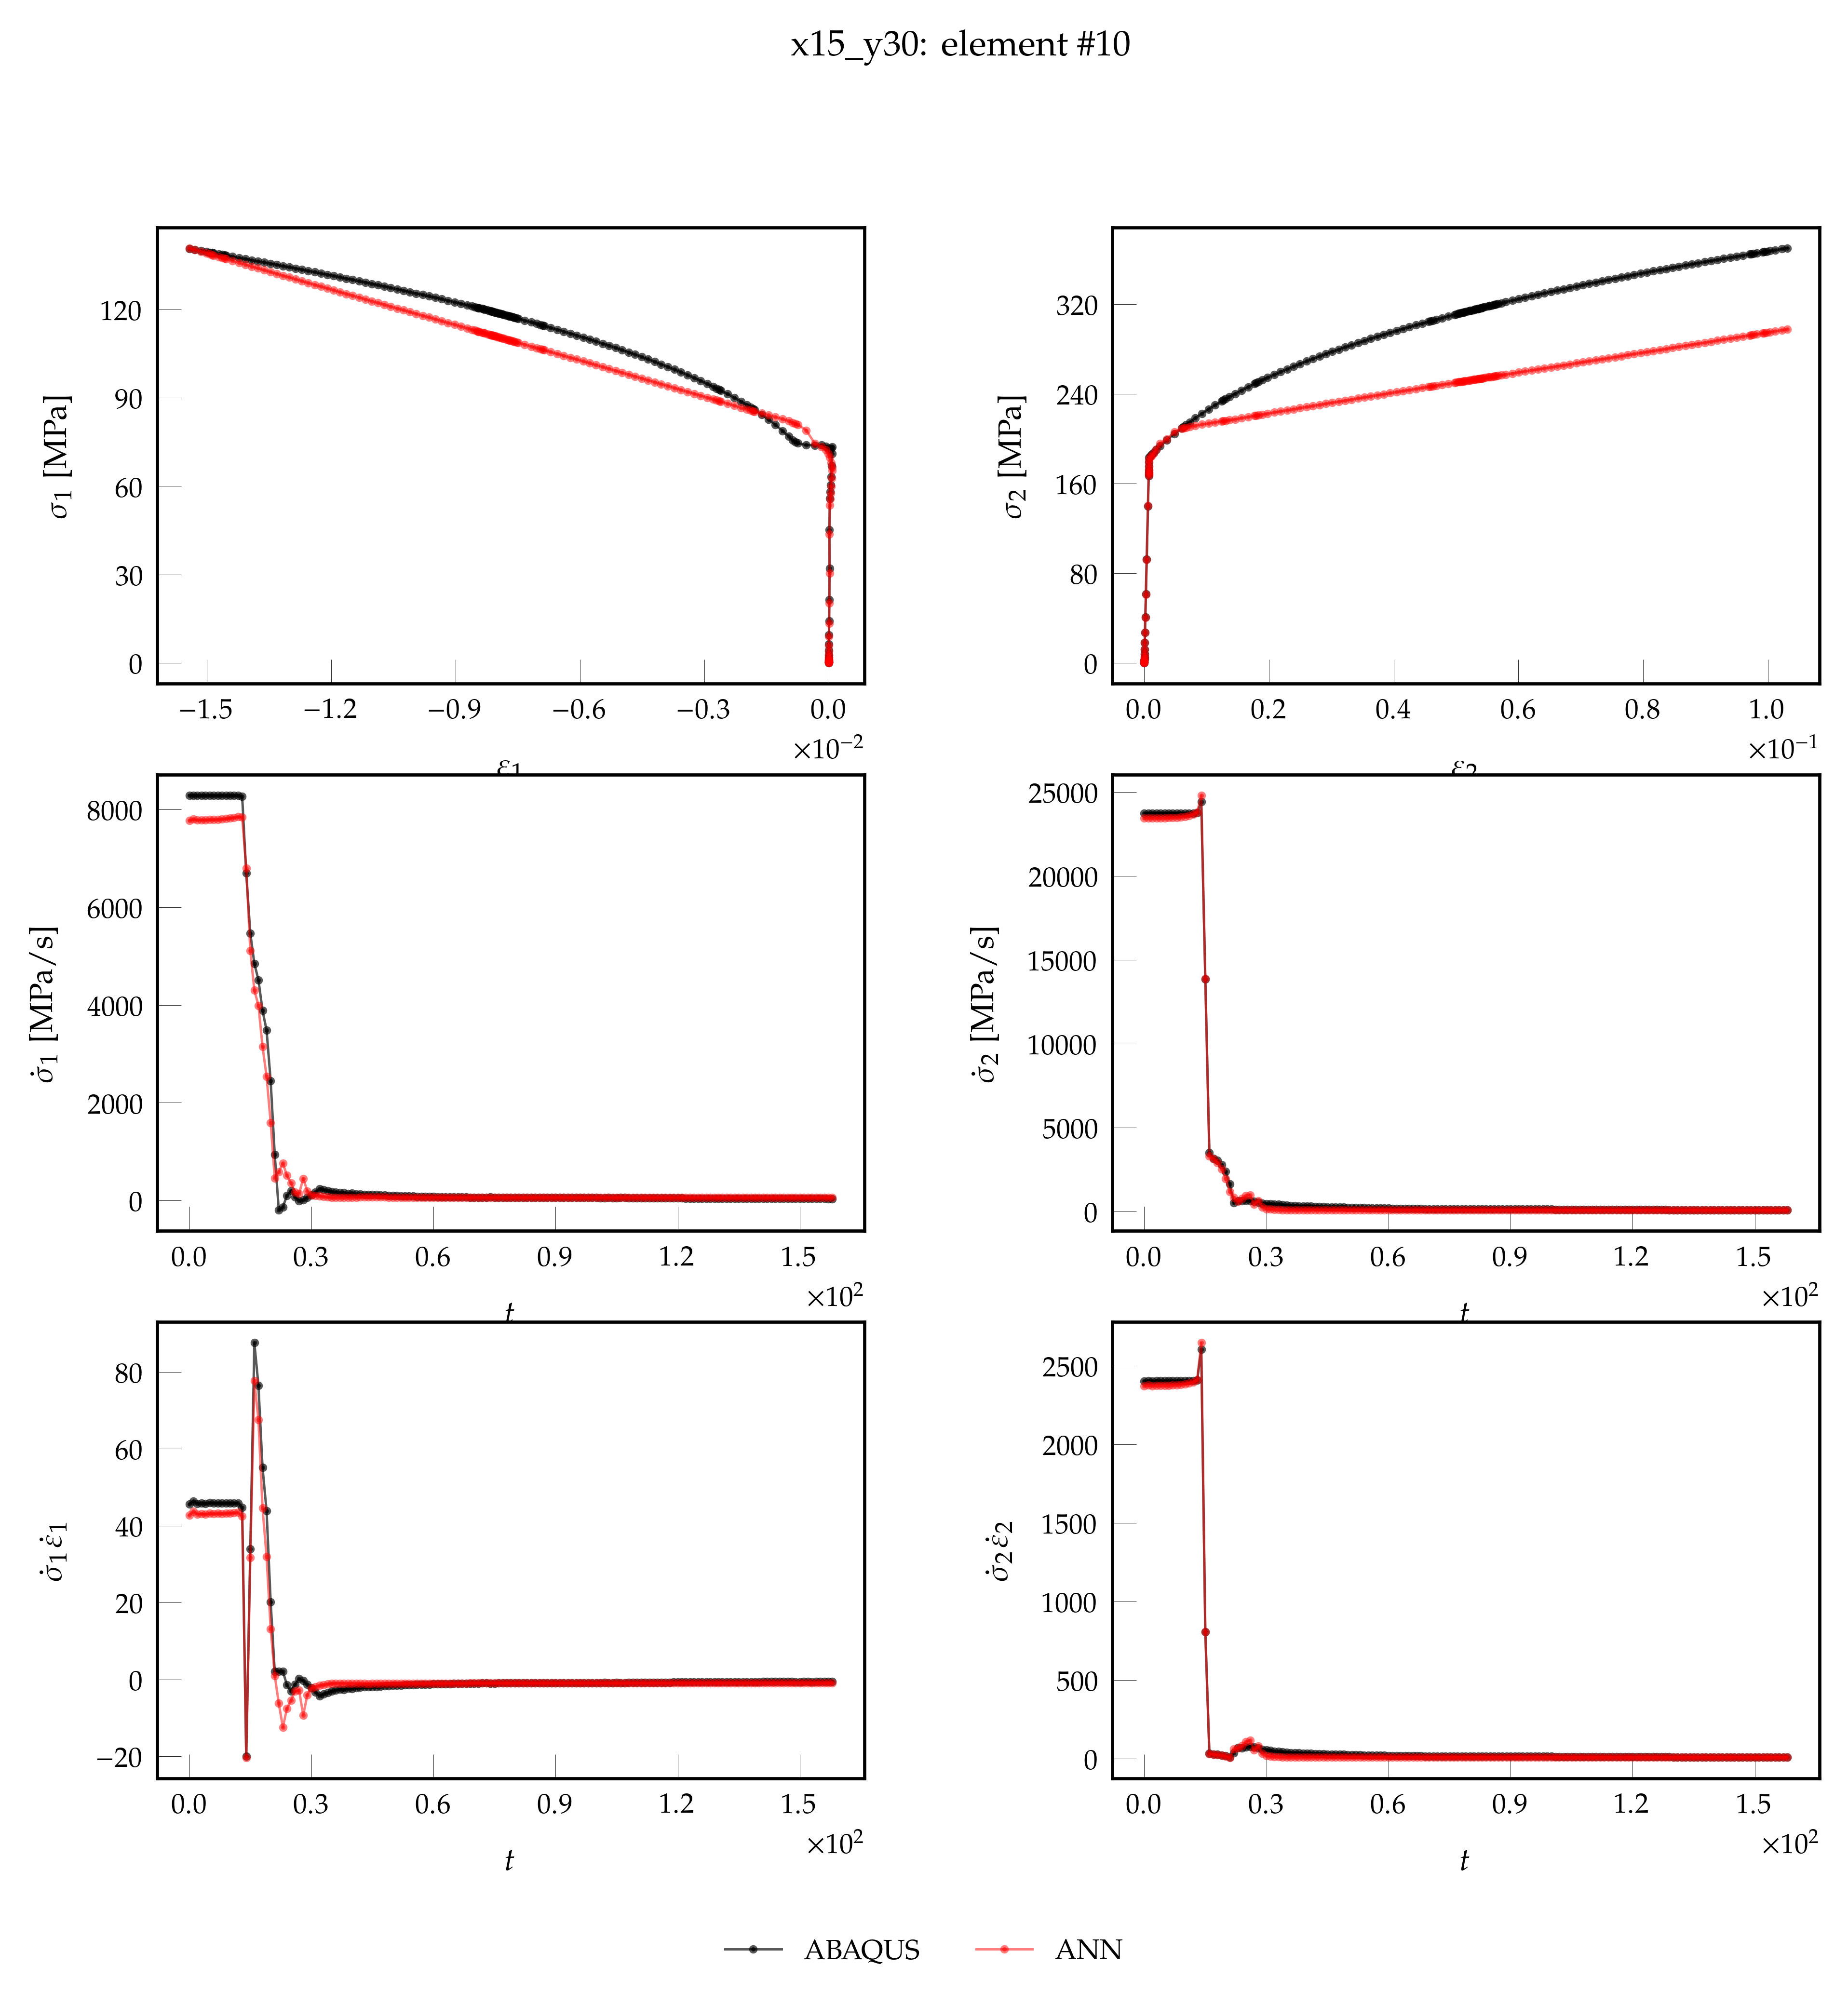 x15_y30: element #10
σ₁ [MPa]
120
90
60
30
0
−1.5 −1.2 −0.9 −0.6 −0.3 0.0
×10⁻²
ε₁
σ₂ [MPa]
320
240
160
80
0
0.0 0.2 0.4 0.6 0.8 1.0
×10⁻¹
ε₂
σ̇₁ [MPa/s]
8000
6000
4000
2000
0
0.0 0.3 0.6 0.9 1.2 1.5
×10²
t
σ̇₂ [MPa/s]
25000
20000
15000
10000
5000
0
0.0 0.3 0.6 0.9 1.2 1.5
×10²
t
σ̇₁ε̇₁
80
60
40
20
0
−20
0.0 0.3 0.6 0.9 1.2 1.5
×10²
t
σ̇₂ε̇₂
2500
2000
1500
1000
500
0
0.0 0.3 0.6 0.9 1.2 1.5
×10²
t
ABAQUS ANN